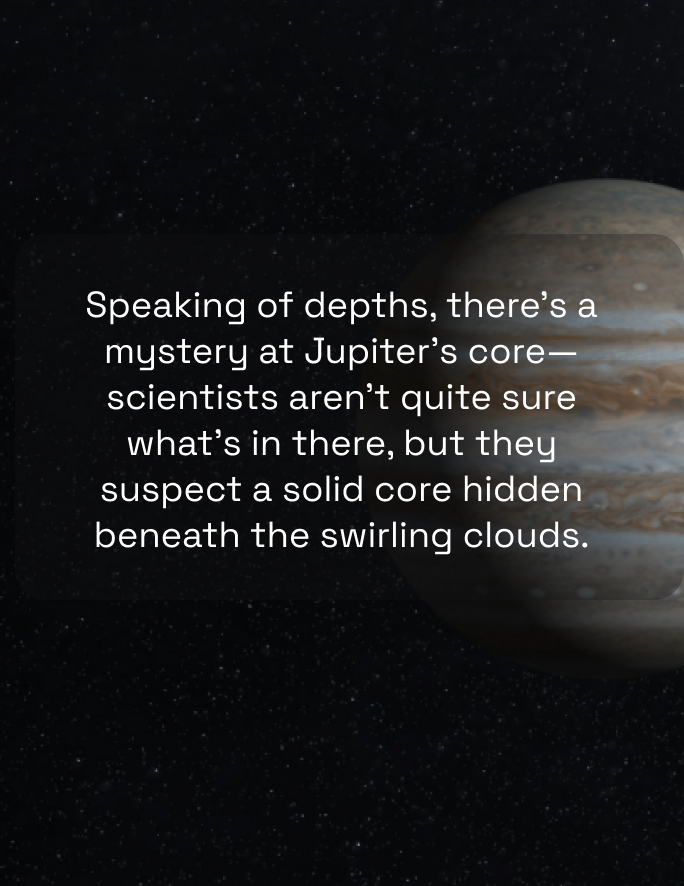 Speaking of depths, there’s a
mystery at Jupiter’s core—
scientists aren’t quite sure
what’s in there, but they
suspect a solid core hidden
beneath the swirling clouds.